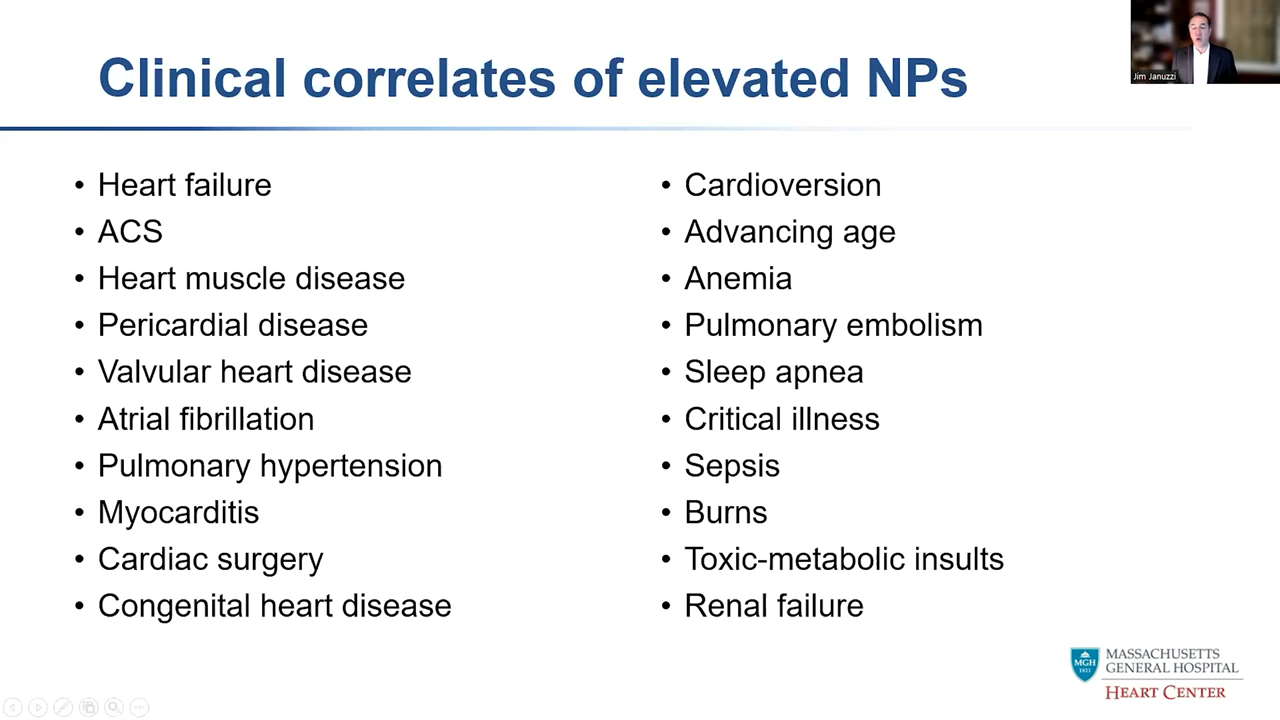 Clinical correlates of elevated NPs
Jim Januzzi
• Heart failure
• ACS
• Heart muscle disease
• Pericardial disease
• Valvular heart disease
• Atrial fibrillation
• Pulmonary hypertension
• Myocarditis
• Cardiac surgery
• Congenital heart disease
• Cardioversion
• Advancing age
• Anemia
• Pulmonary embolism
• Sleep apnea
• Critical illness
• Sepsis
• Burns
• Toxic-metabolic insults
• Renal failure
MGH
1811
MASSACHUSETTS
GENERAL HOSPITAL
HEART CENTER